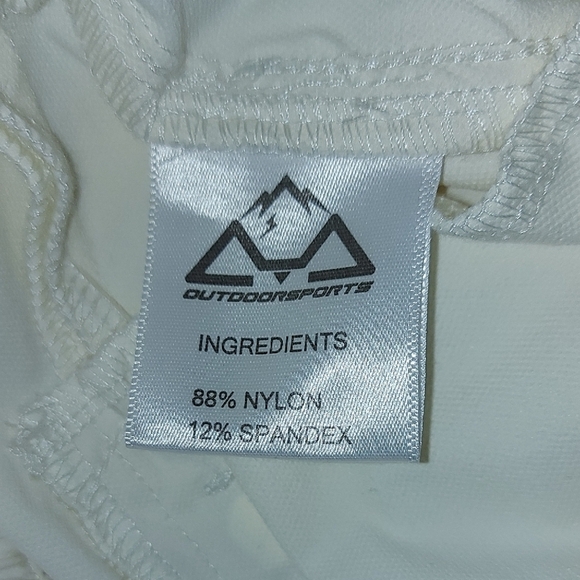 OUTDOORSPORTS
INGREDIENTS
88% NYLON
12% SPANDEX